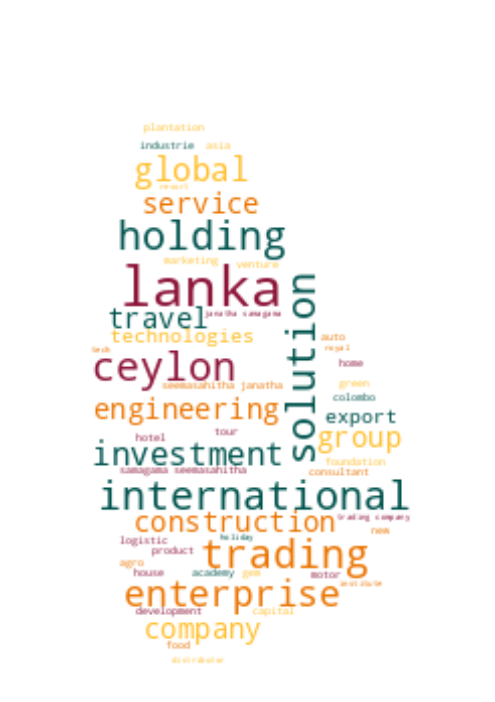 plantation
industrie asia
global
resort
service
holding
marketing venture
lanka
solution
janatha samagama
travel
technologies
auto
tech
royal
ceylon
home
seemasahitha janatha
green
colombo
engineering
export
hotel tour
group
investment
foundation
samagama seemasahitha
consultant
international
construction
trading company
new
holiday
logistic
product
trading
agro
house academy gem motor
institute
enterprise
development capital
company
food
distributor